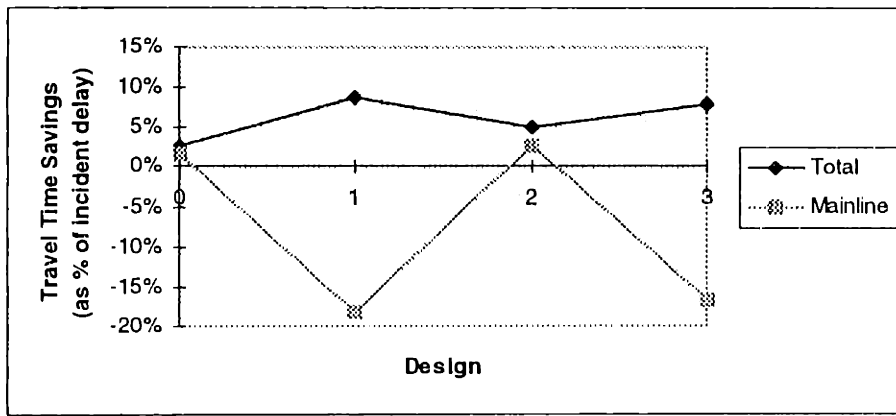 Travel Time Savings
(as % of incident delay)
15%
10%
5%
0%
-5%
-10%
-15%
-20%
0
1
2
3
Design
Total
Mainline